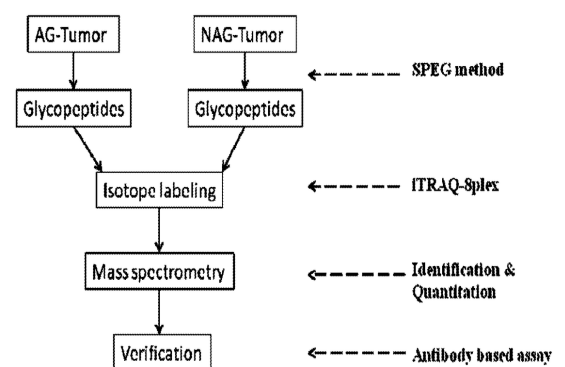 AG-Tumor
NAG-Tumor
SPEG method
Glycopeptides
Glycopeptides
Isotope labeling
iTRAQ-8plex
Mass spectrometry
Identification &
Quantitation
Verification
Antibody based assay